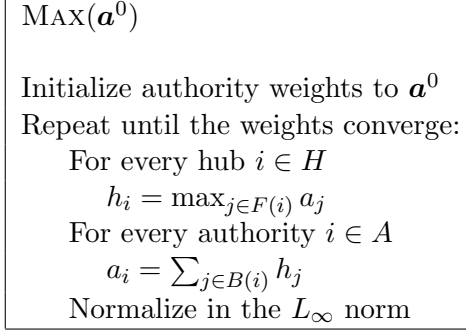 MAX(a⁰)
Initialize authority weights to a⁰
Repeat until the weights converge:
For every hub i ∈ H
hᵢ = max_{j∈F(i)} aⱼ
For every authority i ∈ A
aᵢ = ∑_{j∈B(i)} hⱼ
Normalize in the L∞ norm